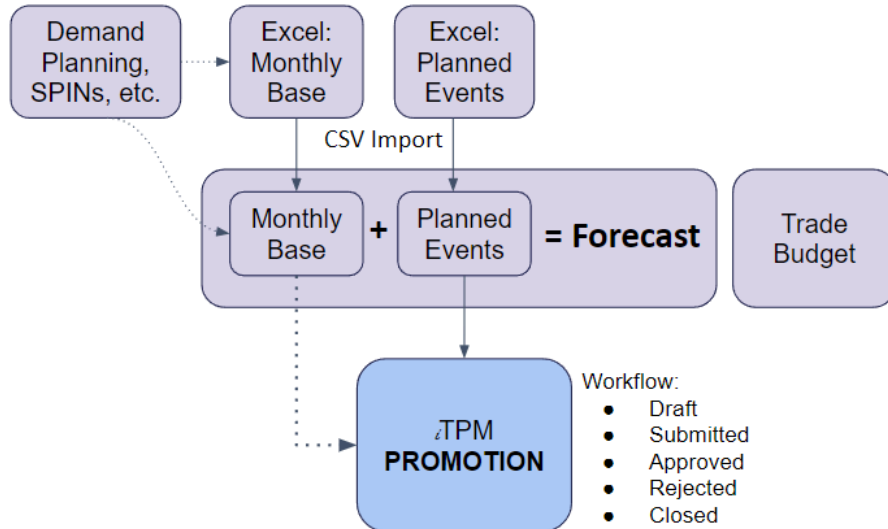 Demand
Planning,
SPINs, etc.
Excel:
Monthly
Base
Excel:
Planned
Events
CSV Import
Monthly
Base
+
Planned
Events
= Forecast
Trade
Budget
iTPM
PROMOTION
Workflow:
● Draft
● Submitted
● Approved
● Rejected
● Closed